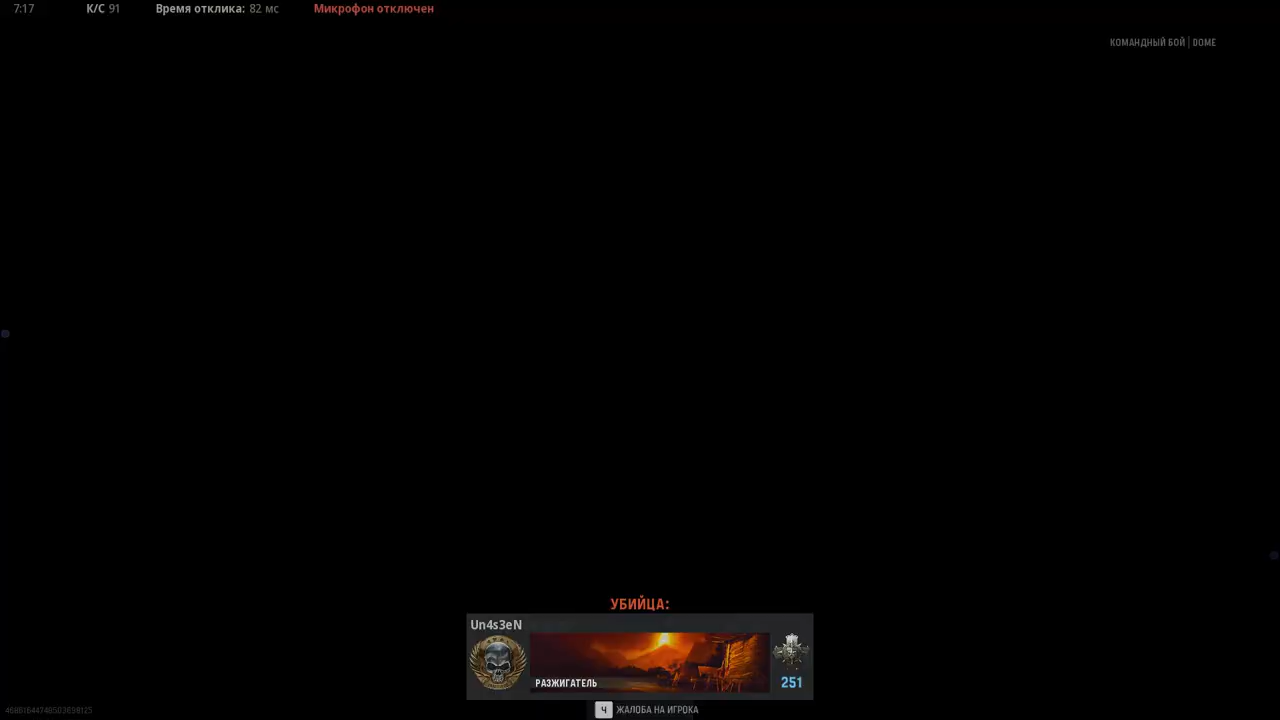 7:17 К/С 91 Время отклика: 82 мс Микрофон отключен
КОМАНДНЫЙ БОЙ | DOME
УБИЙЦА:
Un4s3eN
РАЗЖИГАТЕЛЬ
251
Ч ЖАЛОБА НА ИГРОКА